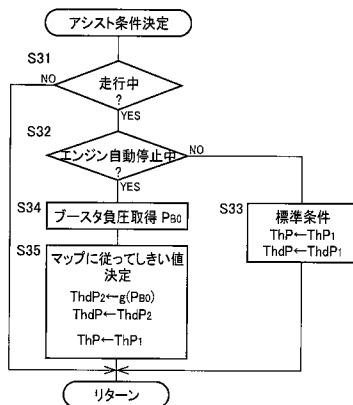 アシスト条件決定
S31
NO
走行中
?
YES
S32
エンジン自動停止中
?
NO
YES
S34
ブースタ負圧取得 PB0
S33
標準条件
ThP←ThP1
ThdP←ThdP1
S35
マップに従ってしきい値
決定
ThdP2←g(PB0)
ThdP←ThdP2
ThP←ThP1
リターン